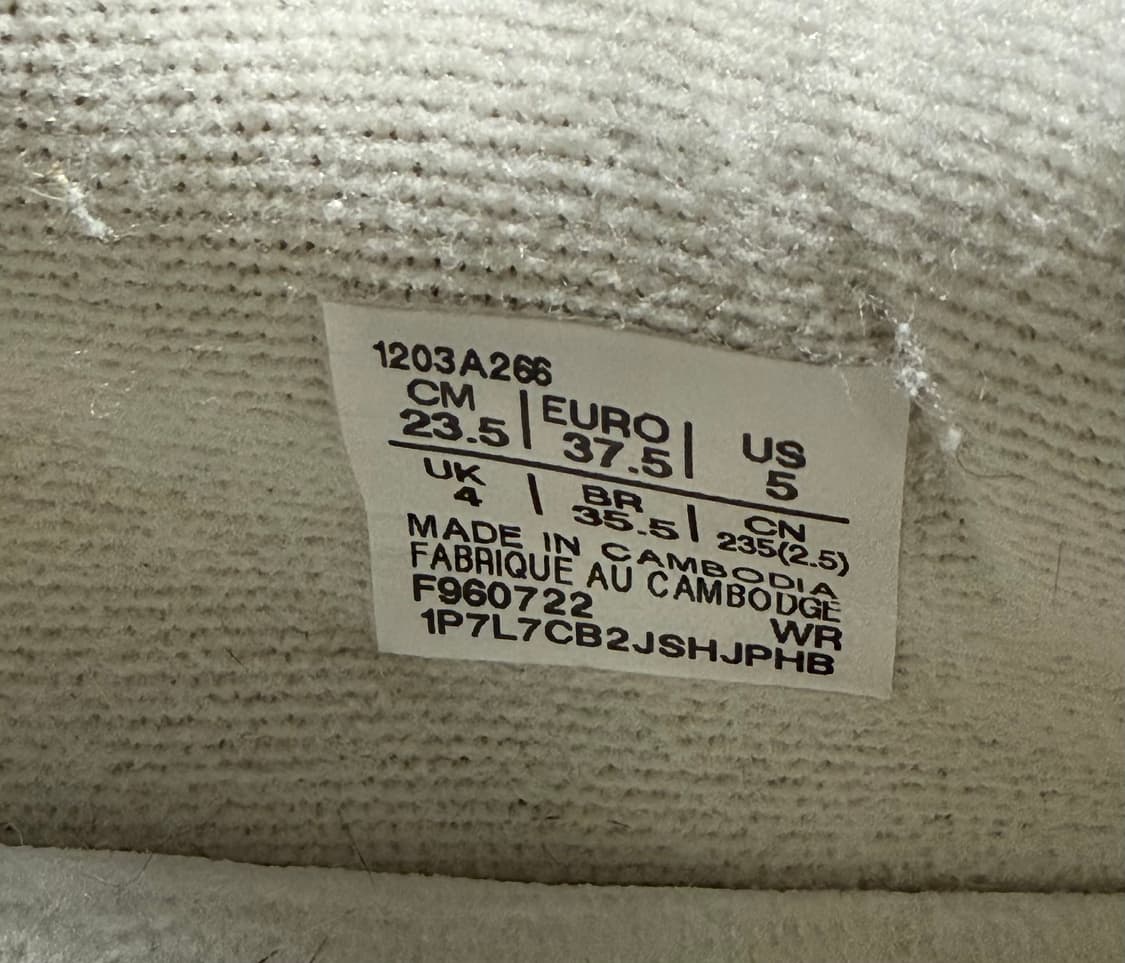 1203A266
CM | EURO | US
23.5 | 37.5 | 5
UK | BR | CN
4 | 35.5 | 235(2.5)
MADE IN CAMBODIA
FABRIQUE AU CAMBODGE
F960722 WR
1P7L7CB2JSHJPHB